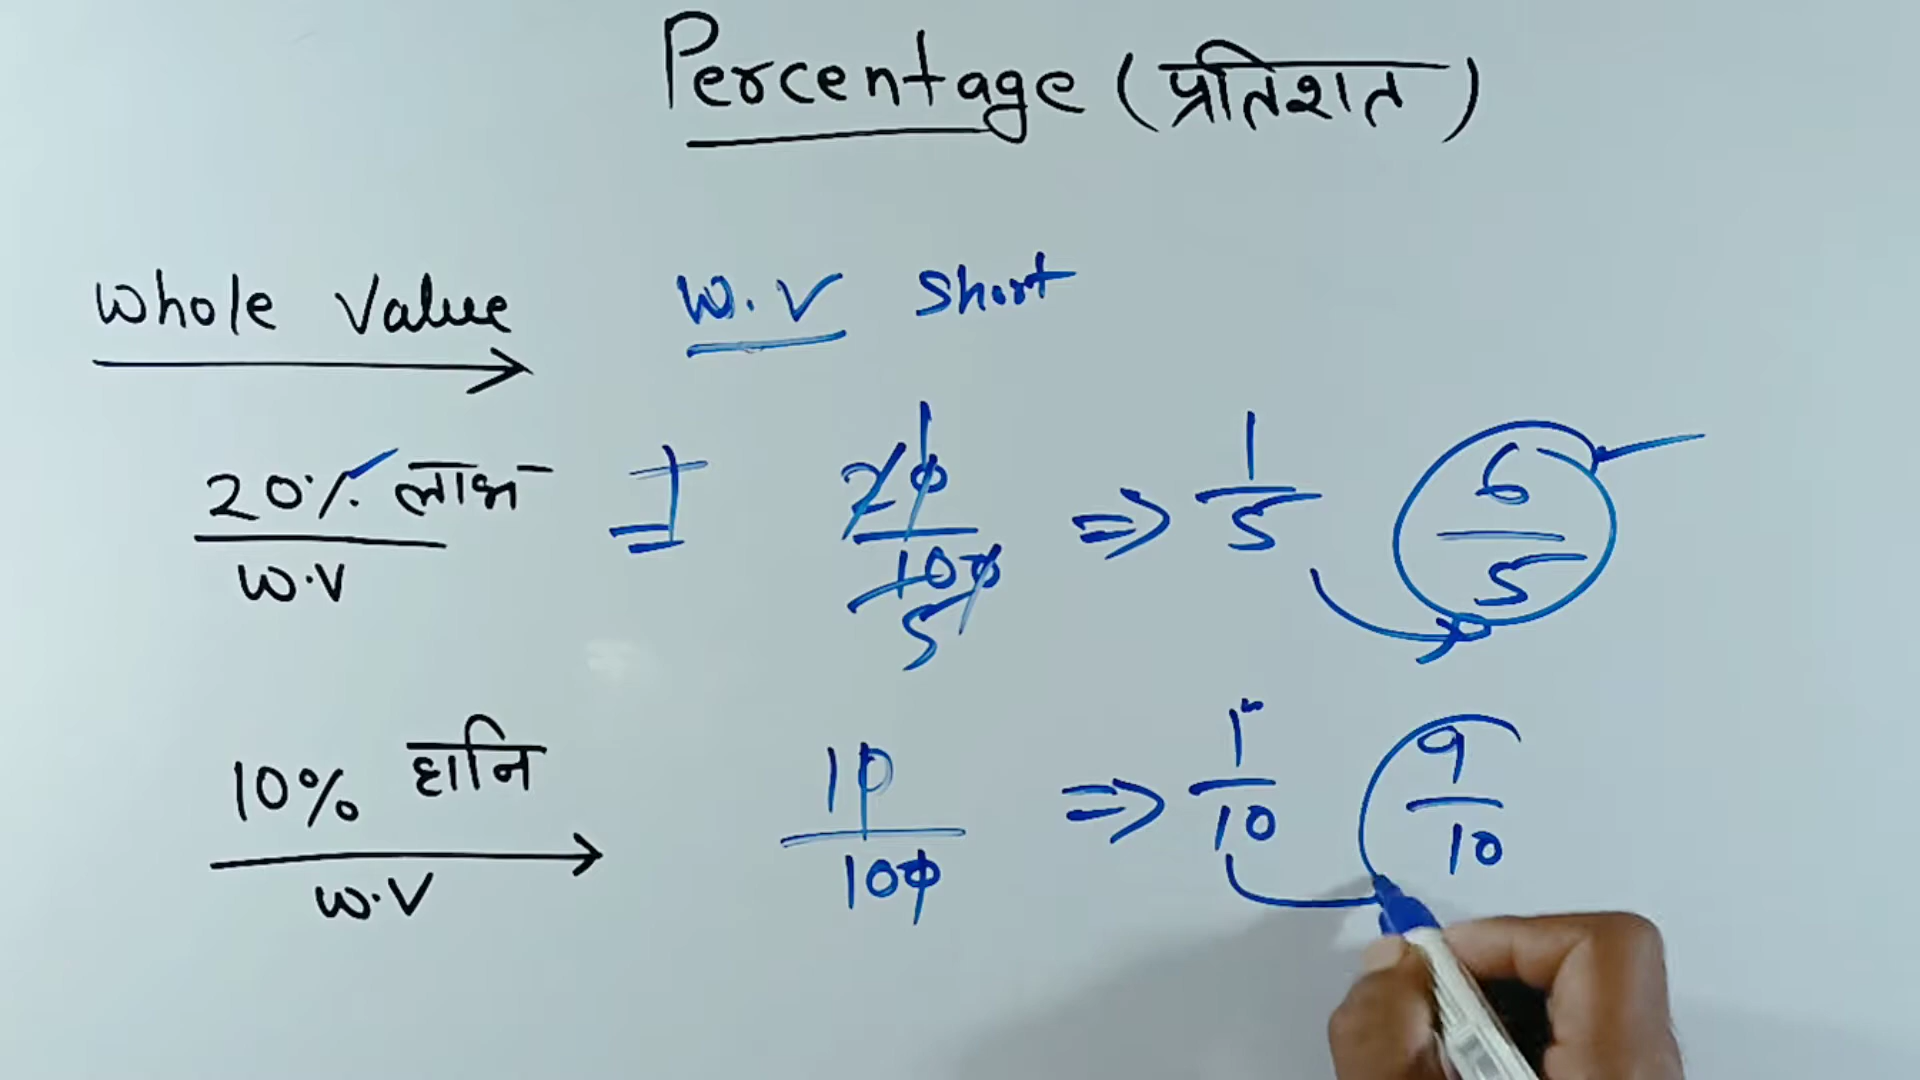 Percentage (प्रतिशत)
Whole Value W.V Short
20% लाभ ± 20/100 1 5 ⇒ 1/5 6/5
W.V
10% हानि 10/100 ⇒ 1/10 9/10
W.V